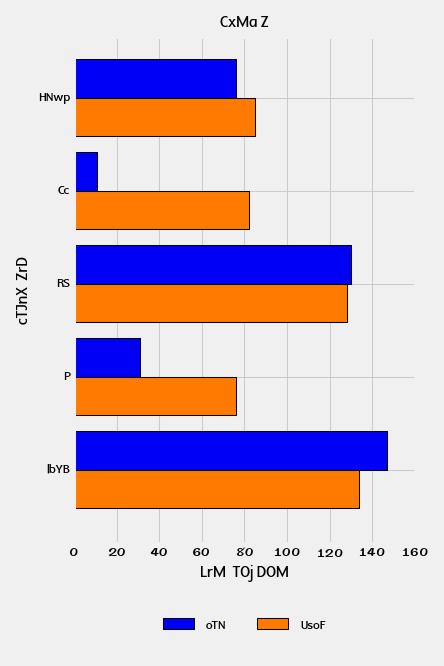 CxMa Z
HNwp
Cc
RS
P
lbYB
cTJnX ZrD
0 20 40 60 80 100 120 140 160
LrM TOj DOM
oTN UsoF